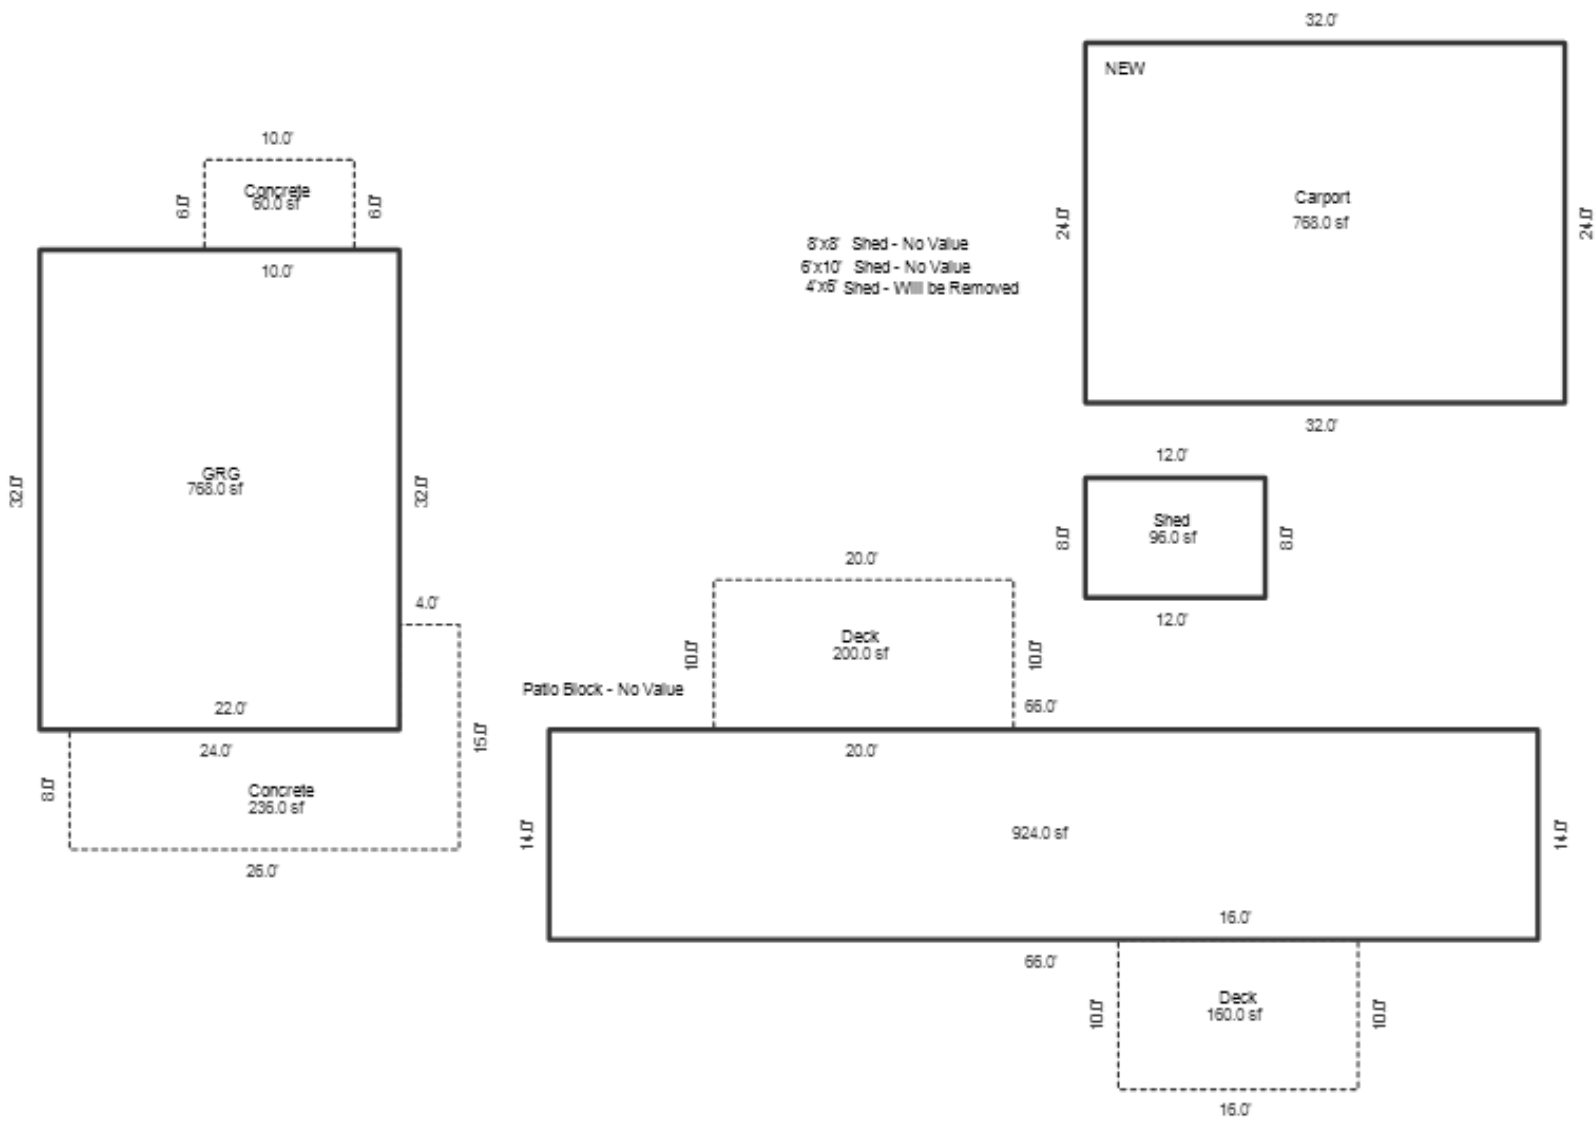 32.0'
NEW
Carport
768.0 sf
24.0'
24.0'
32.0'
10.0'
6.0'
Concrete
60.0 sf
6.0'
10.0'
8'x8' Shed - No Value
6'x10' Shed - No Value
4'x6' Shed - Will be Removed
GRG
768.0 sf
32.0'
32.0'
12.0'
Shed
96.0 sf
8.0'
8.0'
12.0'
4.0'
22.0'
24.0'
15.0'
8.0'
Concrete
236.0 sf
26.0'
20.0'
Deck
200.0 sf
10.0'
10.0'
Patio Block - No Value
66.0'
20.0'
14.0'
924.0 sf
14.0'
16.0'
66.0'
10.0'
Deck
160.0 sf
10.0'
16.0'